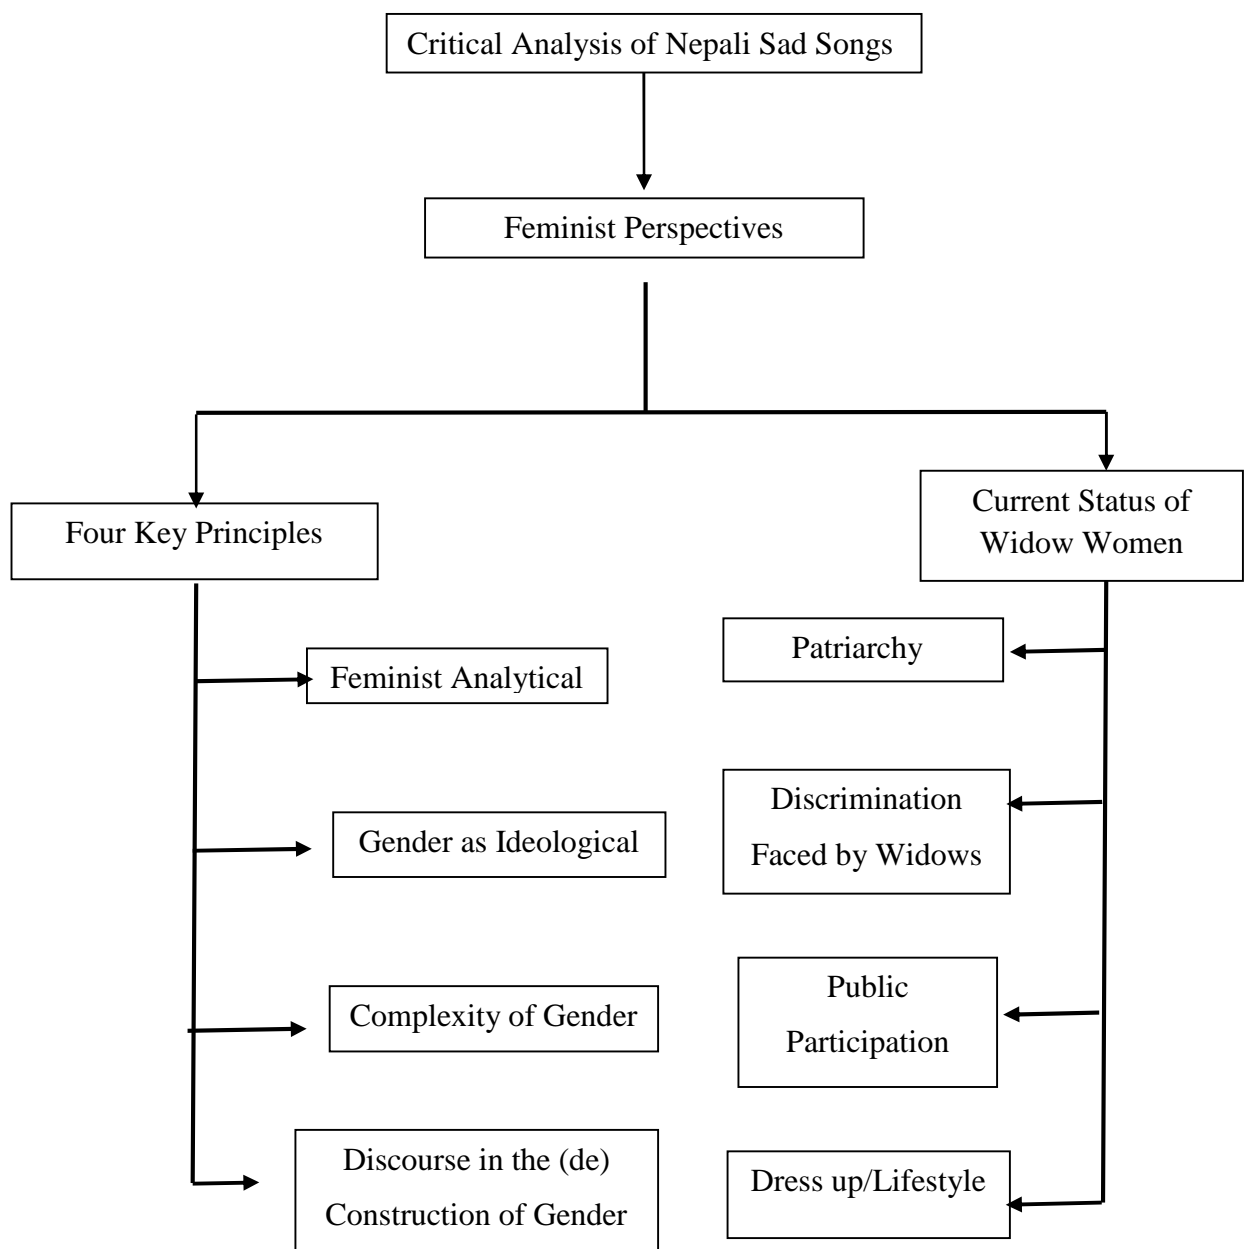 Critical Analysis of Nepali Sad Songs
Feminist Perspectives
Four Key Principles
Feminist Analytical
Gender as Ideological
Complexity of Gender
Discourse in the (de)
Construction of Gender
Current Status of
Widow Women
Patriarchy
Discrimination
Faced by Widows
Public
Participation
Dress up/Lifestyle